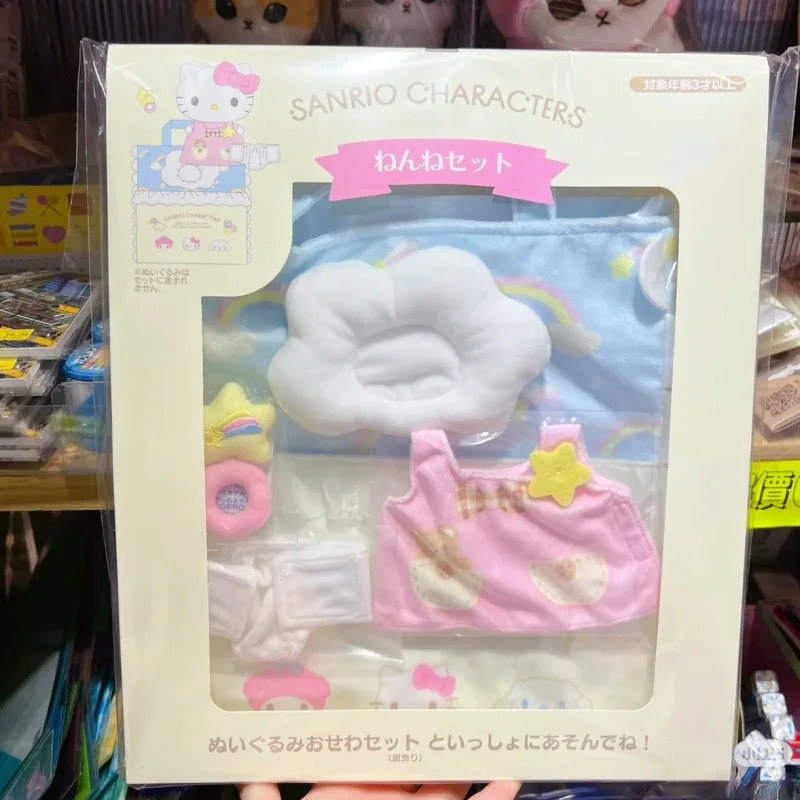 SANRIO CHARACTERS
対象年齢3才以上
ねんねセット
SANRIO CHARACTERS
※ぬいぐるみは
セットに含まれ
ません。
ぬいぐるみおせわセット といっしょにあそんでね！
(別売り)
價